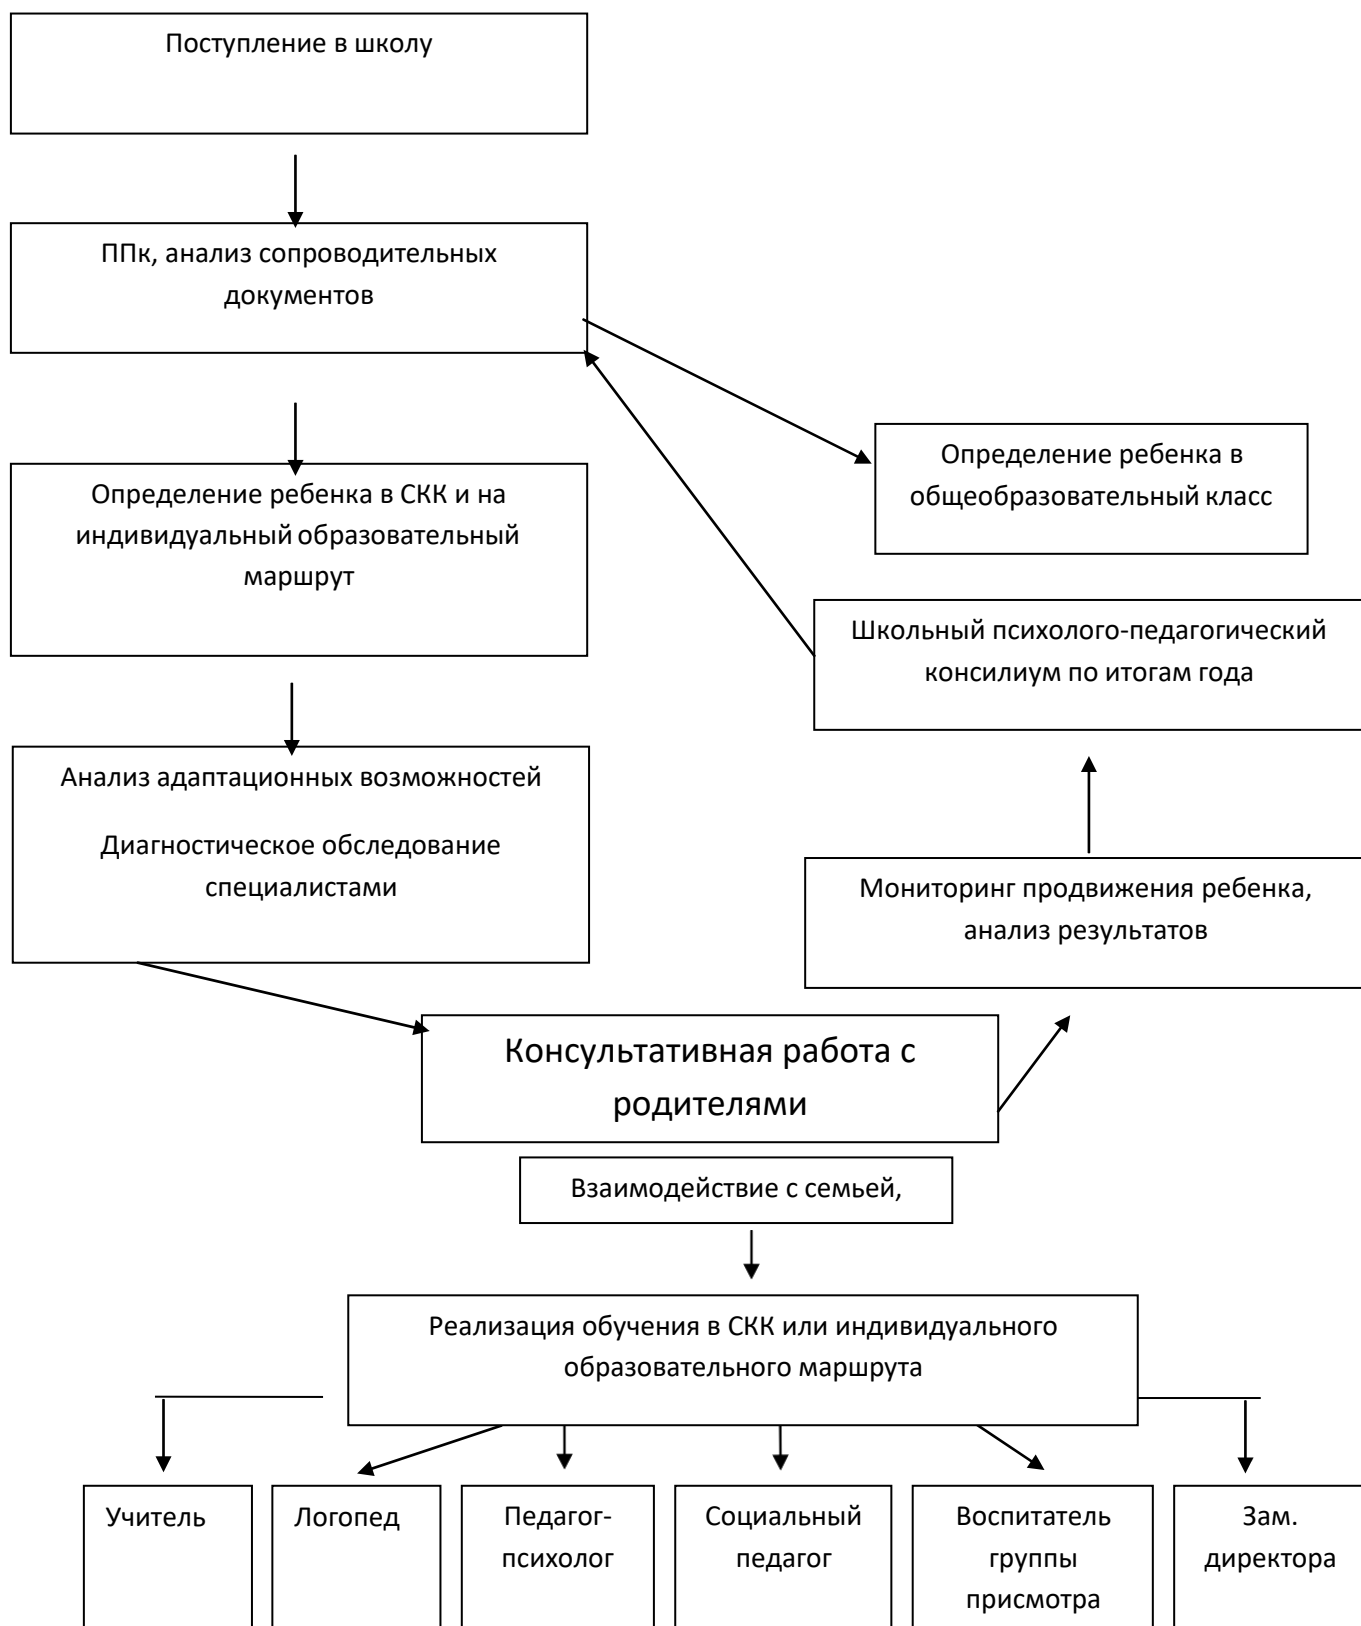 Поступление в школу
ППк, анализ сопроводительных
документов
Определение ребенка в СКК и на
индивидуальный образовательный
маршрут
Определение ребенка в
общеобразовательный класс
Школьный психолого-педагогический
консилиум по итогам года
Анализ адаптационных возможностей
Диагностическое обследование
специалистами
Мониторинг продвижения ребенка,
анализ результатов
Консультативная работа с
родителями
Взаимодействие с семьей,
Реализация обучения в СКК или индивидуального
образовательного маршрута
Учитель
Логопед
Педагог-
психолог
Социальный
педагог
Воспитатель
группы
присмотра
Зам.
директора